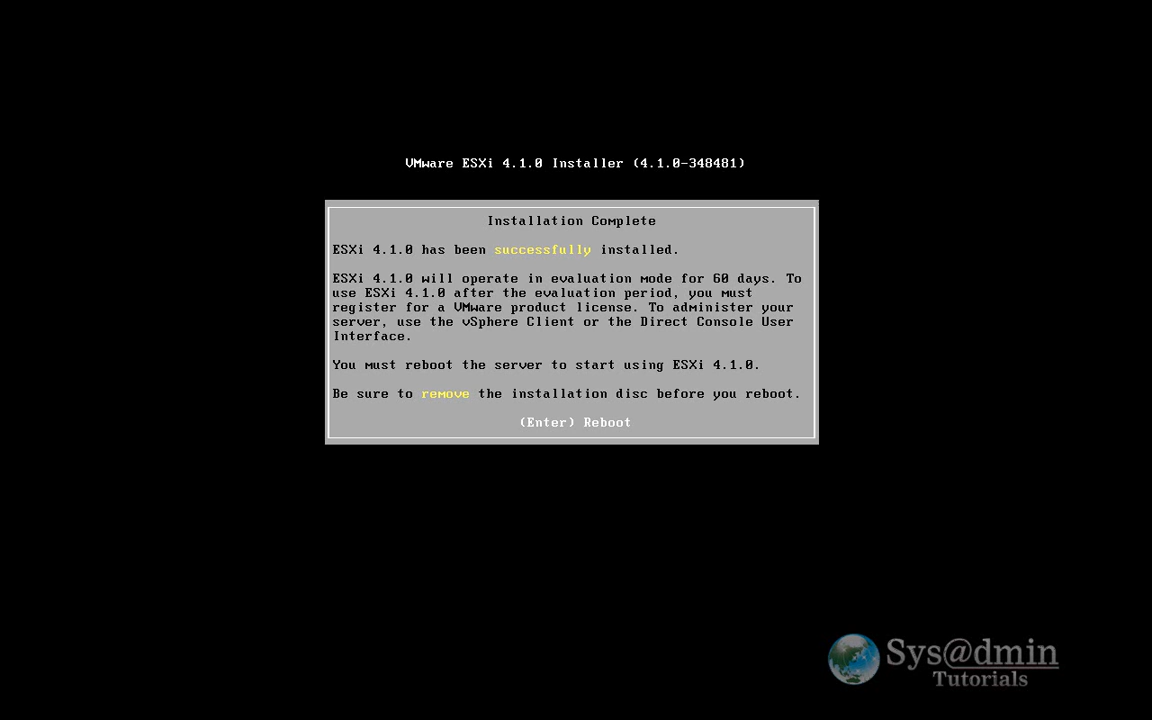 VMware ESXi 4.1.0 Installer (4.1.0-348481)
Installation Complete
ESXi 4.1.0 has been successfully installed.
ESXi 4.1.0 will operate in evaluation mode for 60 days. To
use ESXi 4.1.0 after the evaluation period, you must
register for a VMware product license. To administer your
server, use the vSphere Client or the Direct Console User
Interface.
You must reboot the server to start using ESXi 4.1.0.
Be sure to remove the installation disc before you reboot.
(Enter) Reboot
Sys@dmin
Tutorials